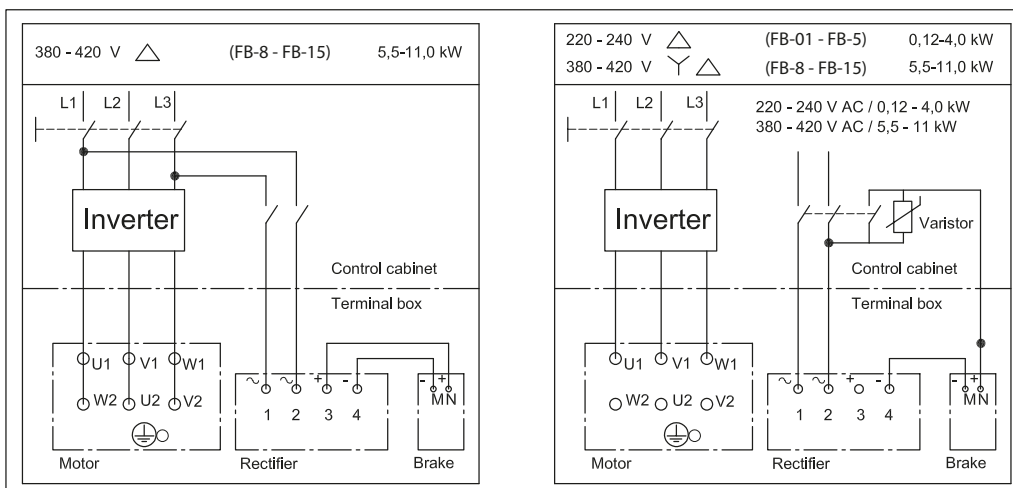 380 - 420 V (FB-8 - FB-15) 5,5-11,0 kW
L1 L2 L3
Inverter
Control cabinet
Terminal box
U1 V1 W1
~ ~ + - - +
W2 U2 V2
1 2 3 4
MN
Motor Rectifier Brake
220 - 240 V (FB-01 - FB-5) 0,12-4,0 kW
380 - 420 V (FB-8 - FB-15) 5,5-11,0 kW
L1 L2 L3
220 - 240 V AC / 0,12 - 4,0 kW
380 - 420 V AC / 5,5 - 11 kW
Inverter
Varistor
Control cabinet
Terminal box
U1 V1 W1
~ ~ + - - +
W2 U2 V2
1 2 3 4
MN
Motor Rectifier Brake